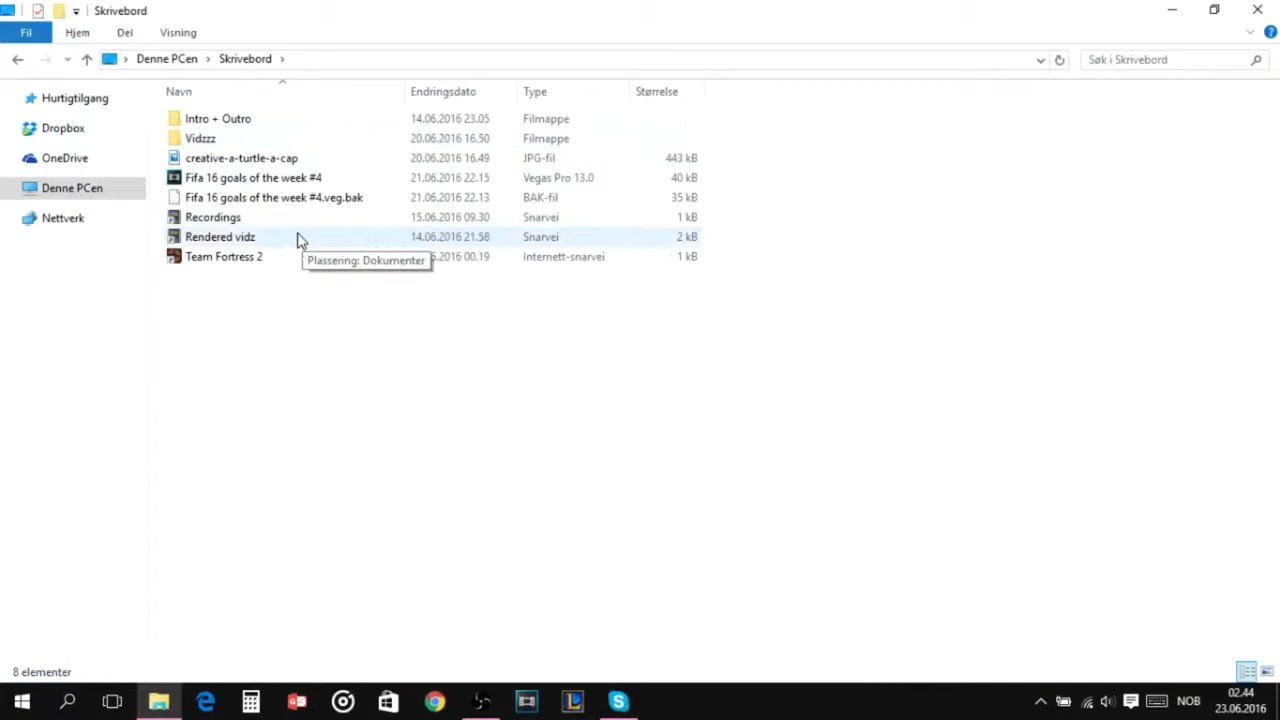 Skrivebord
Fil Hjem Del Visning
Denne PCen Skrivebord Søk i Skrivebord
Navn Endringsdato Type Størrelse
Hurtigtilgang
Dropbox
OneDrive
Denne PCen
Nettverk
Intro + Outro 14.06.2016 23.05 Filmappe
Vidzzz 20.06.2016 16.50 Filmappe
creative-a-turtle-a-cap 20.06.2016 16.49 JPG-fil 443 kB
Fifa 16 goals of the week #4 21.06.2016 22.15 Vegas Pro 13.0 40 kB
Fifa 16 goals of the week #4.veg.bak 21.06.2016 22.13 BAK-fil 35 kB
Recordings 15.06.2016 09.30 Snarvei 1 kB
Rendered vidz 14.06.2016 21.58 Snarvei 2 kB
Team Fortress 2 6.2016 00.19 Internett-snarvei 1 kB
Plassering: Dokumenter
8 elementer
NOB
02.44
23.06.2016